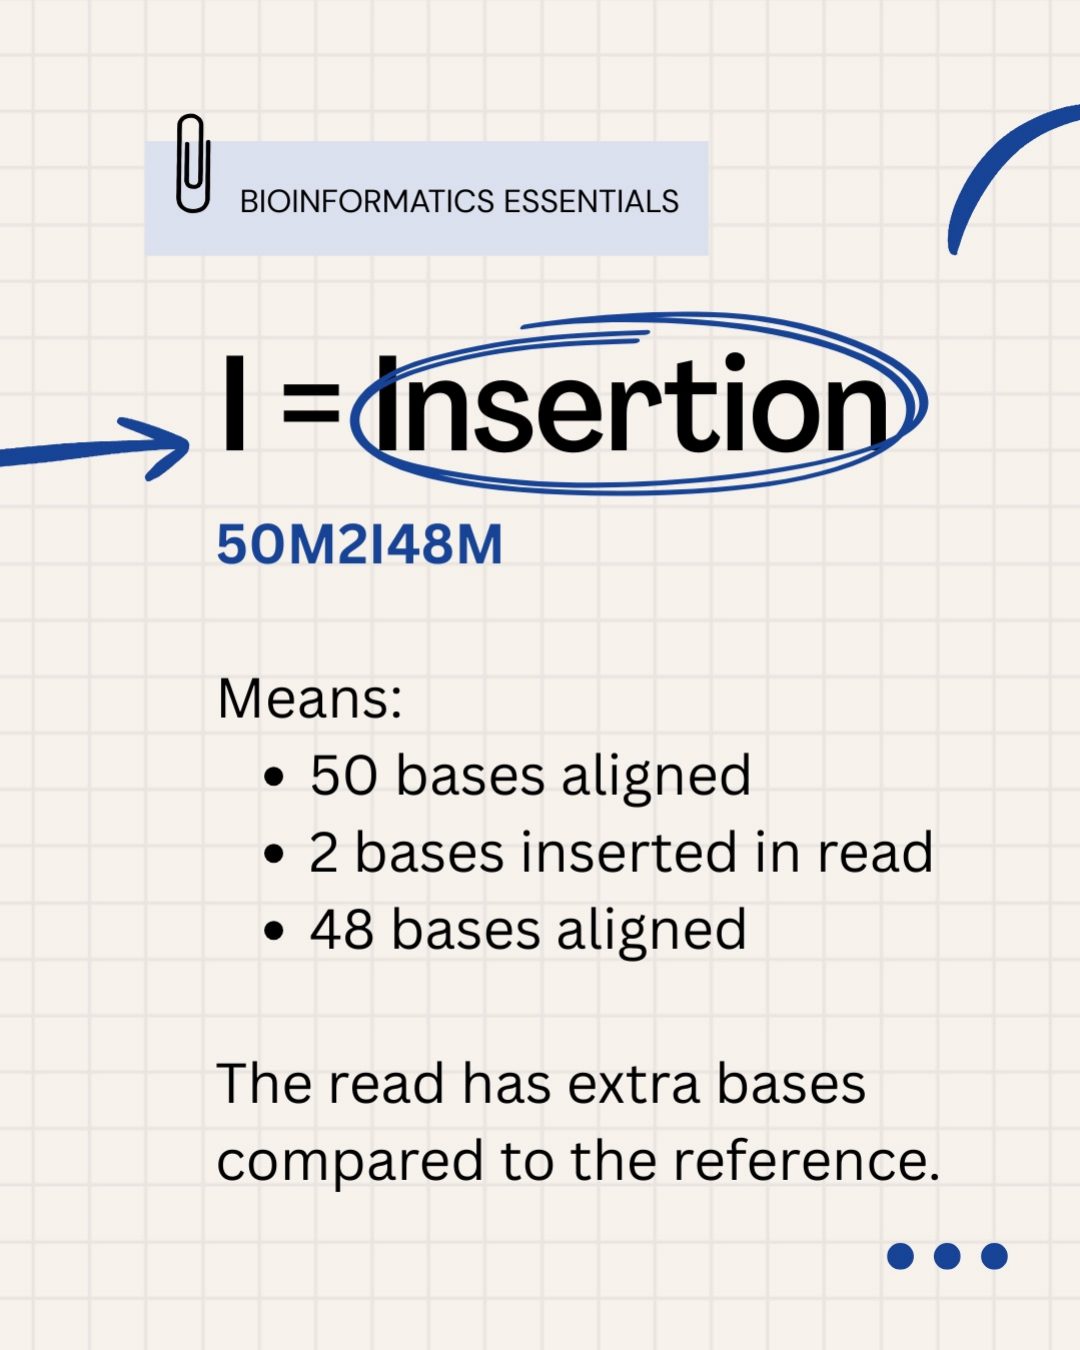 BIOINFORMATICS ESSENTIALS
I = Insertion
50M2I48M
Means:
• 50 bases aligned
• 2 bases inserted in read
• 48 bases aligned
The read has extra bases
compared to the reference.